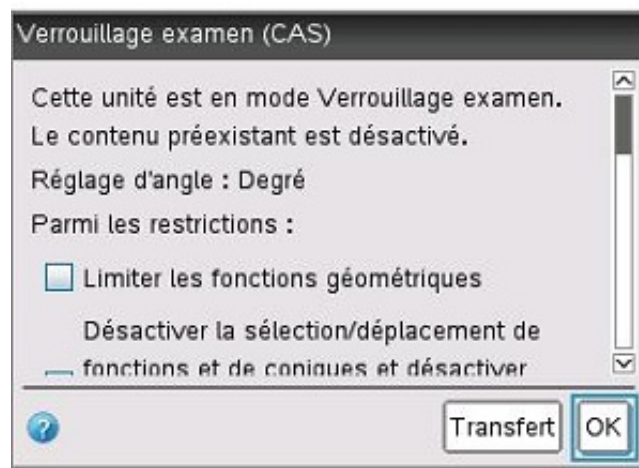 Verrouillage examen (CAS)
Cette unité est en mode Verrouillage examen.
Le contenu préexistant est désactivé.
Réglage d'angle : Degré
Parmi les restrictions :
Limiter les fonctions géométriques
Désactiver la sélection/déplacement de
fonctions et de coniques et désactiver
?
Transfert
OK